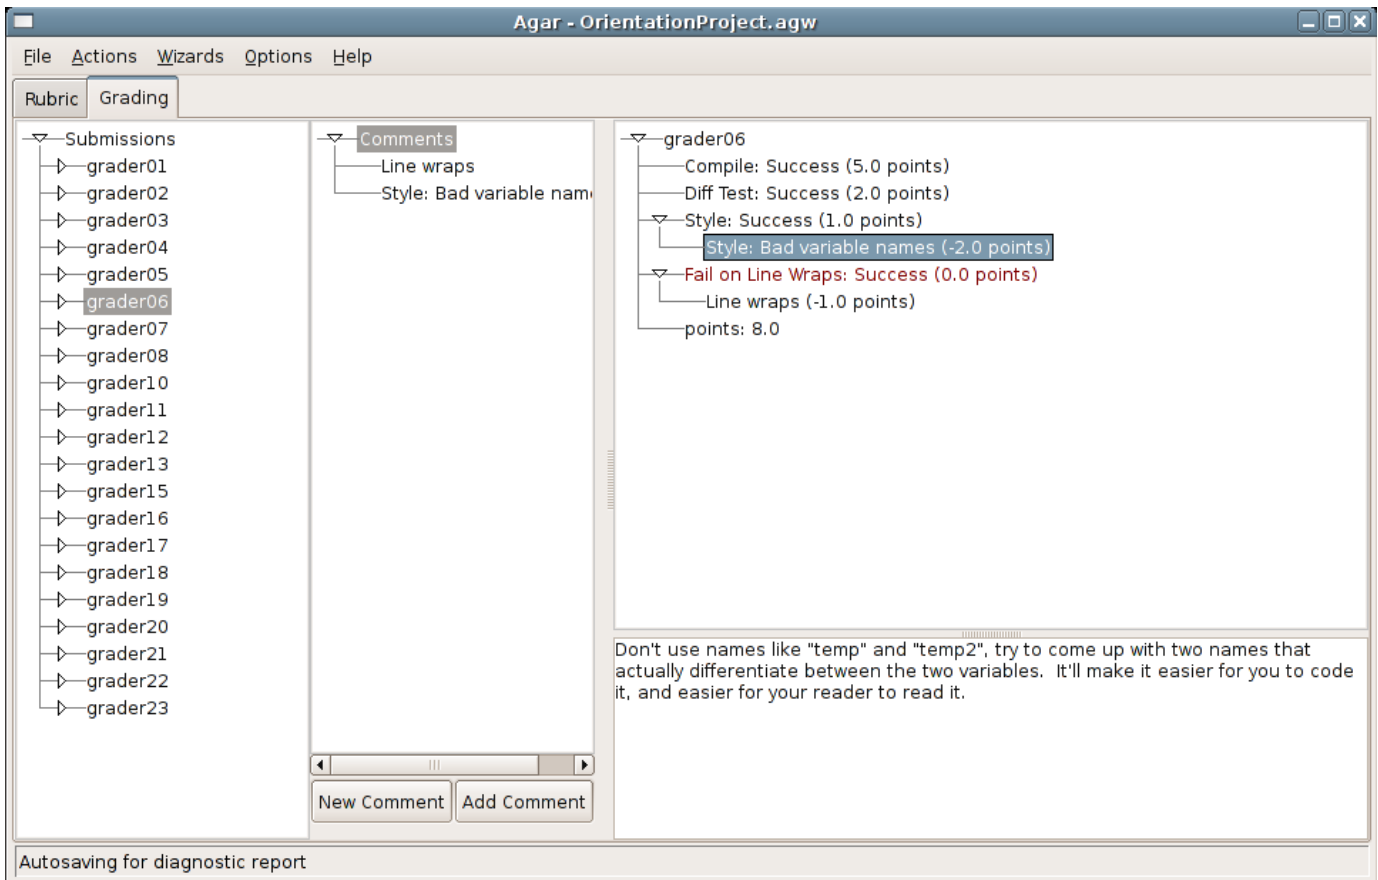 Agar - OrientationProject.agw
File Actions Wizards Options Help
Rubric Grading
Submissions
grader01
grader02
grader03
grader04
grader05
grader06
grader07
grader08
grader10
grader11
grader12
grader13
grader15
grader16
grader17
grader18
grader19
grader20
grader21
grader22
grader23
Comments
Line wraps
Style: Bad variable nam
New Comment Add Comment
grader06
Compile: Success (5.0 points)
Diff Test: Success (2.0 points)
Style: Success (1.0 points)
Style: Bad variable names (-2.0 points)
Fail on Line Wraps: Success (0.0 points)
Line wraps (-1.0 points)
points: 8.0
Don't use names like "temp" and "temp2", try to come up with two names that
actually differentiate between the two variables.  It'll make it easier for you to code
it, and easier for your reader to read it.
Autosaving for diagnostic report